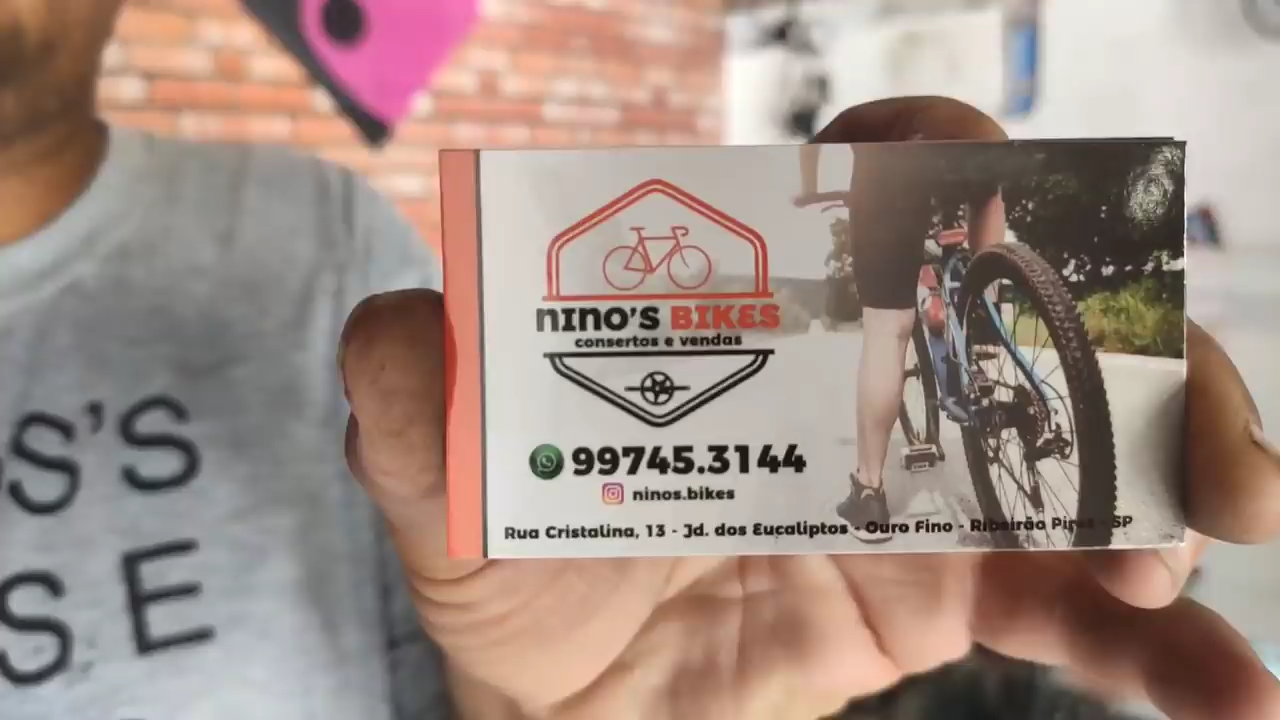 S'S
SE
NINO'S BIKES
consertos e vendas
99745.3144
ninos.bikes
Rua Cristalina, 13 - Jd. dos Eucaliptos - Ouro Fino - Ribeirão Pires - SP